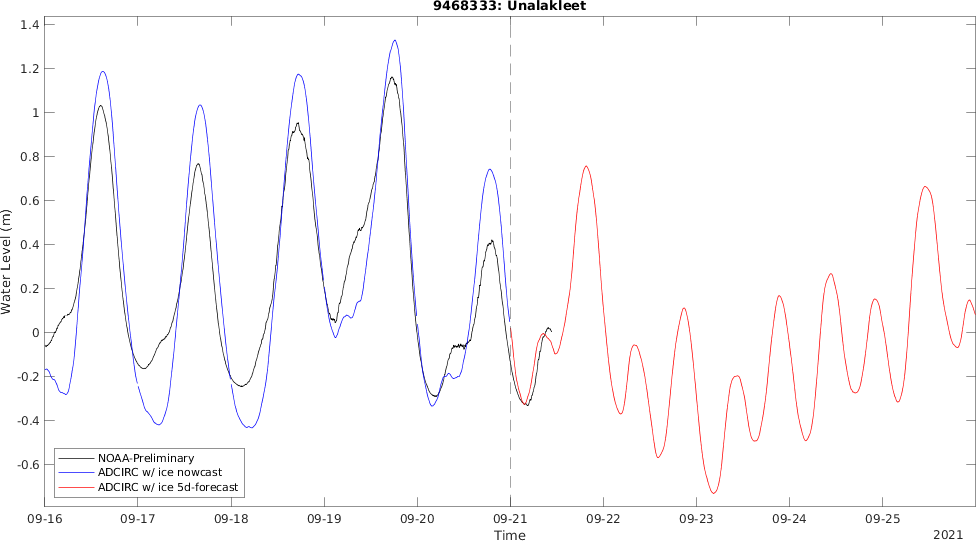 9468333: Unalakleet
1.4
1.2
1
0.8
0.6
0.4
0.2
0
-0.2
-0.4
-0.6
Water Level (m)
NOAA-Preliminary
ADCIRC w/ ice nowcast
ADCIRC w/ ice 5d-forecast
09-16 09-17 09-18 09-19 09-20 09-21 09-22 09-23 09-24 09-25
Time
2021